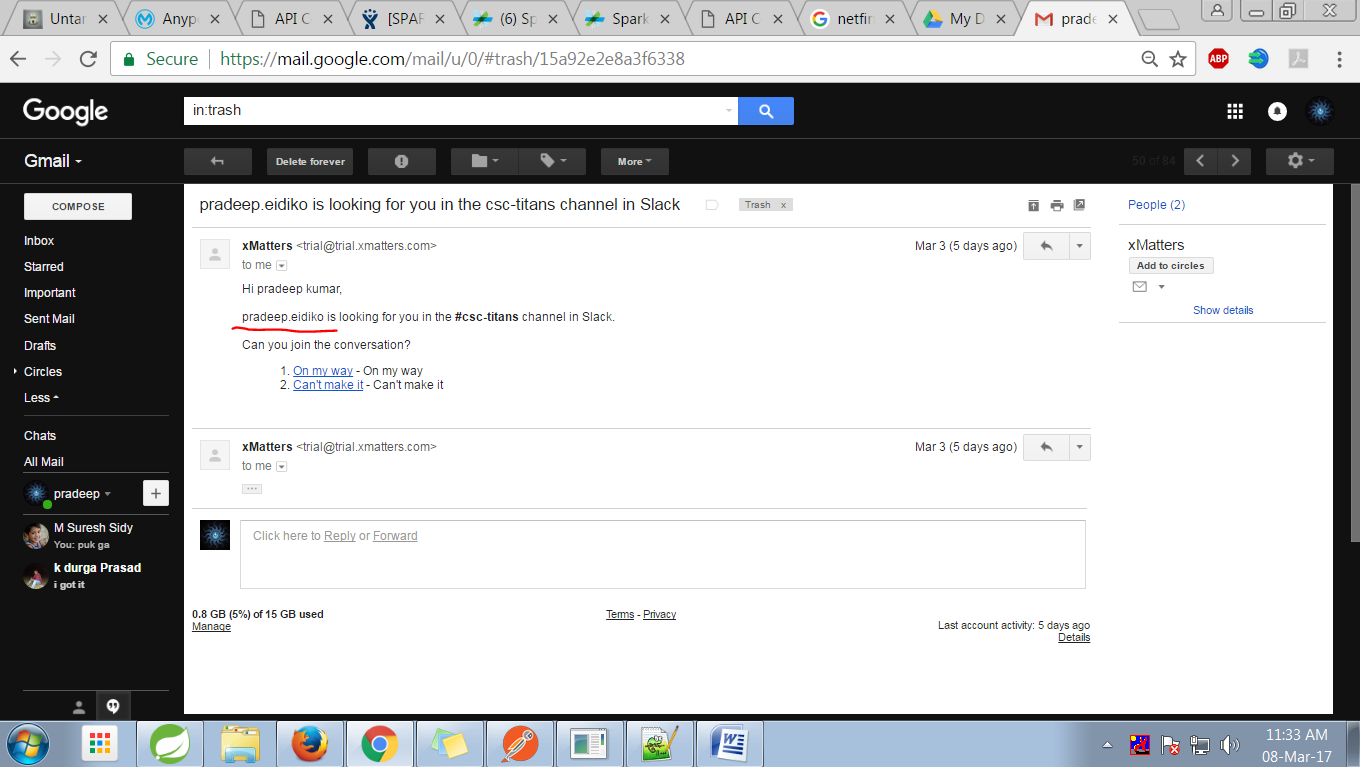 Untar
Anypo
API C
[SPAR
(6) Sp
Spark
API C
netfin
My D
prade
Secure
https://mail.google.com/mail/u/0/#trash/15a92e2e8a3f6338
ABP
Google
in:trash
Gmail
Delete forever
More
50 of 84
COMPOSE
Inbox
Starred
Important
Sent Mail
Drafts
Circles
Less
Chats
All Mail
pradeep
+
M Suresh Sidy
You: puk ga
k durga Prasad
i got it
pradeep.eidiko is looking for you in the csc-titans channel in Slack
Trash x
xMatters <trial@trial.xmatters.com>
Mar 3 (5 days ago)
to me
Hi pradeep kumar,
pradeep.eidiko is looking for you in the #csc-titans channel in Slack.
Can you join the conversation?
1. On my way - On my way
2. Can't make it - Can't make it
xMatters <trial@trial.xmatters.com>
Mar 3 (5 days ago)
to me
Click here to Reply or Forward
0.8 GB (5%) of 15 GB used
Manage
Terms - Privacy
Last account activity: 5 days ago
Details
People (2)
xMatters
Add to circles
Show details
11:33 AM
08-Mar-17